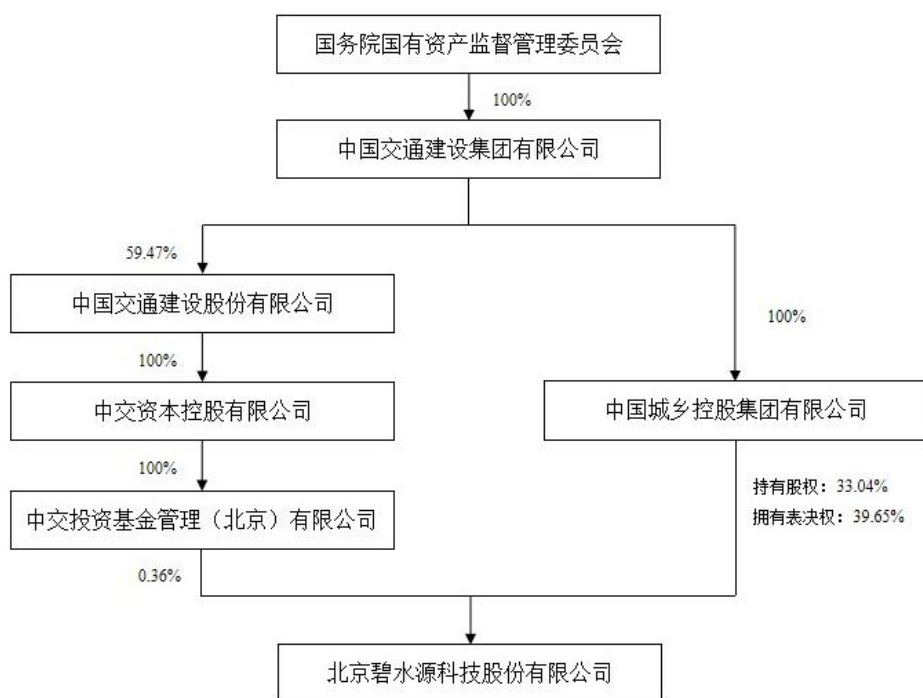 国务院国有资产监督管理委员会
100%
中国交通建设集团有限公司
59.47%
中国交通建设股份有限公司
100%
100%
中交资本控股有限公司
中国城乡控股集团有限公司
100%
持有股权：33.04%
中交投资基金管理（北京）有限公司
拥有表决权：39.65%
0.36%
北京碧水源科技股份有限公司